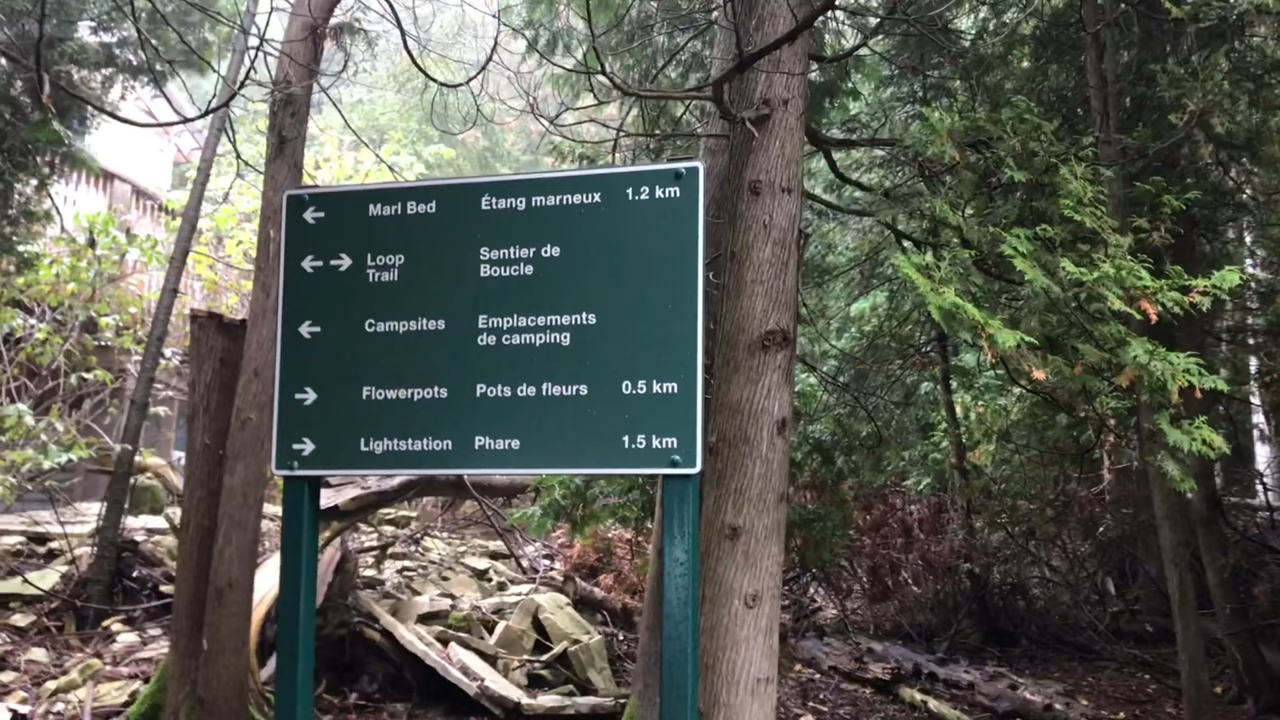 ← Marl Bed Étang marneux 1.2 km
← → Loop Sentier de
Trail Boucle
← Campsites Emplacements
de camping
→ Flowerpots Pots de fleurs 0.5 km
→ Lightstation Phare 1.5 km